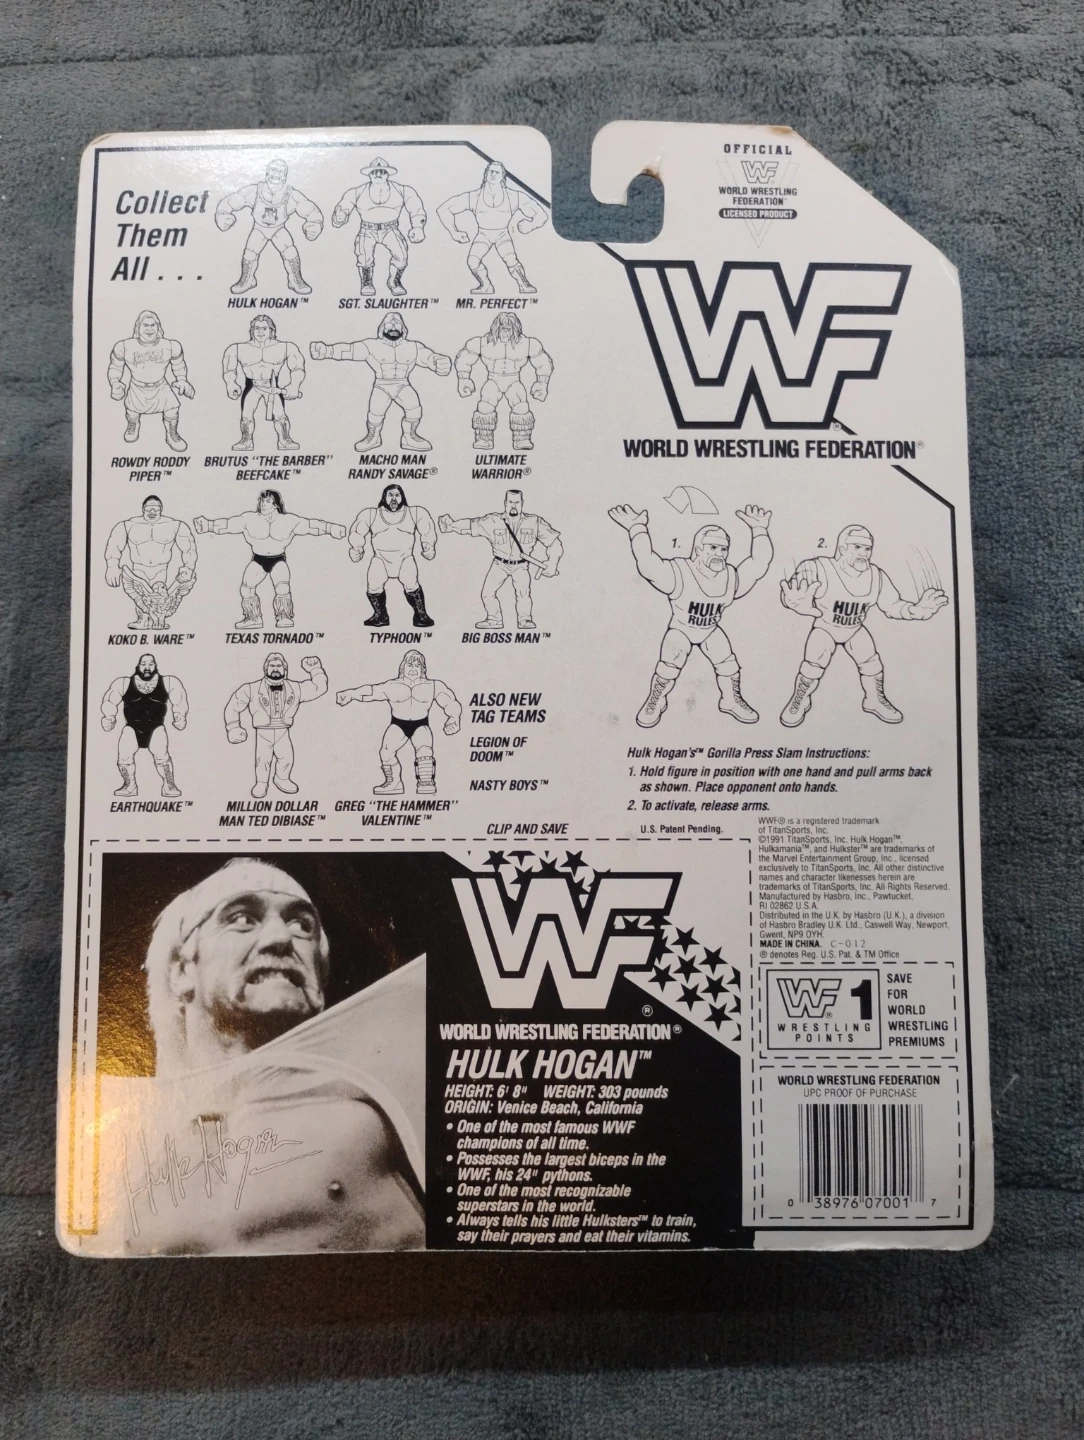 Collect
Them
All . . .
HULK HOGAN™
SGT. SLAUGHTER™
MR. PERFECT™
ROWDY RODDY
PIPER™
BRUTUS "THE BARBER"
BEEFCAKE™
MACHO MAN
RANDY SAVAGE®
ULTIMATE
WARRIOR®
KOKO B. WARE™
TEXAS TORNADO™
TYPHOON™
BIG BOSS MAN™
EARTHQUAKE™
MILLION DOLLAR
MAN TED DIBIASE™
GREG "THE HAMMER"
VALENTINE™
ALSO NEW
TAG TEAMS
LEGION OF
DOOM™
NASTY BOYS™
CLIP AND SAVE
OFFICIAL
WF
WORLD WRESTLING
FEDERATION™
LICENSED PRODUCT
WF®
WORLD WRESTLING FEDERATION®
1.
HULK
RULES
2.
HULK
RULES
Hulk Hogan's™ Gorilla Press Slam Instructions:
1. Hold figure in position with one hand and pull arms back
as shown. Place opponent onto hands.
2. To activate, release arms.
U.S. Patent Pending.
WWF® is a registered trademark
of TitanSports, Inc.
©1991 TitanSports, Inc. Hulk Hogan™,
Hulkamania™, and Hulkster™ are trademarks of
the Marvel Entertainment Group, Inc., licensed
exclusively to TitanSports, Inc. All other distinctive
names and character likenesses herein are
trademarks of TitanSports, Inc. All Rights Reserved.
Manufactured by Hasbro, Inc., Pawtucket,
RI 02862 U.S.A.
Distributed in the U.K. by Hasbro (U.K.), a division
of Hasbro Bradley U.K. Ltd., Caswell Way, Newport,
Gwent, NP9 0YH.
MADE IN CHINA. C-012
® denotes Reg. U.S. Pat. & TM Office
WF®
WORLD WRESTLING FEDERATION®
HULK HOGAN™
HEIGHT: 6' 8" WEIGHT: 303 pounds
ORIGIN: Venice Beach, California
• One of the most famous WWF
champions of all time.
• Possesses the largest biceps in the
WWF, his 24" pythons.
• One of the most recognizable
superstars in the world.
• Always tells his little Hulksters™ to train,
say their prayers and eat their vitamins.
Hulk Hogan
WF® 1
WRESTLING
POINTS
SAVE
FOR
WORLD
WRESTLING
PREMIUMS
WORLD WRESTLING FEDERATION
UPC PROOF OF PURCHASE
0 38976 07001 7